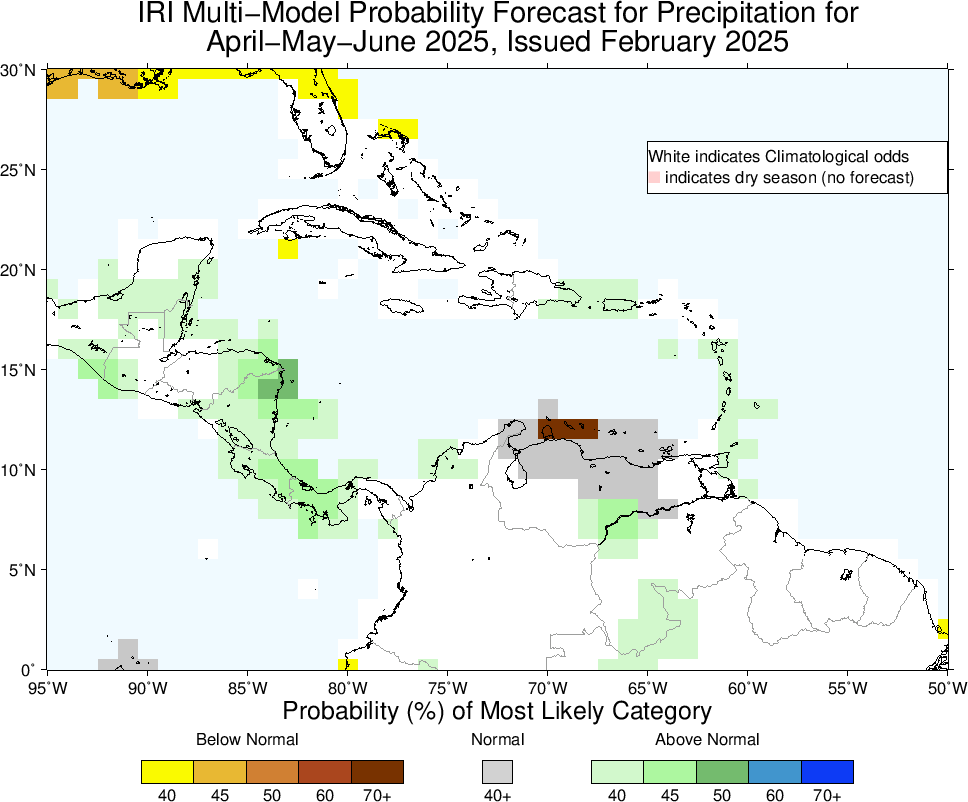 IRI Multi−Model Probability Forecast for Precipitation for
April−May−June 2025, Issued February 2025
30˚N
25˚N
20˚N
15˚N
10˚N
5˚N
0˚
White indicates Climatological odds
indicates dry season (no forecast)
95˚W 90˚W 85˚W 80˚W 75˚W 70˚W 65˚W 60˚W 55˚W 50˚W
Probability (%) of Most Likely Category
Below Normal Normal Above Normal
40 45 50 60 70+ 40+ 40 45 50 60 70+